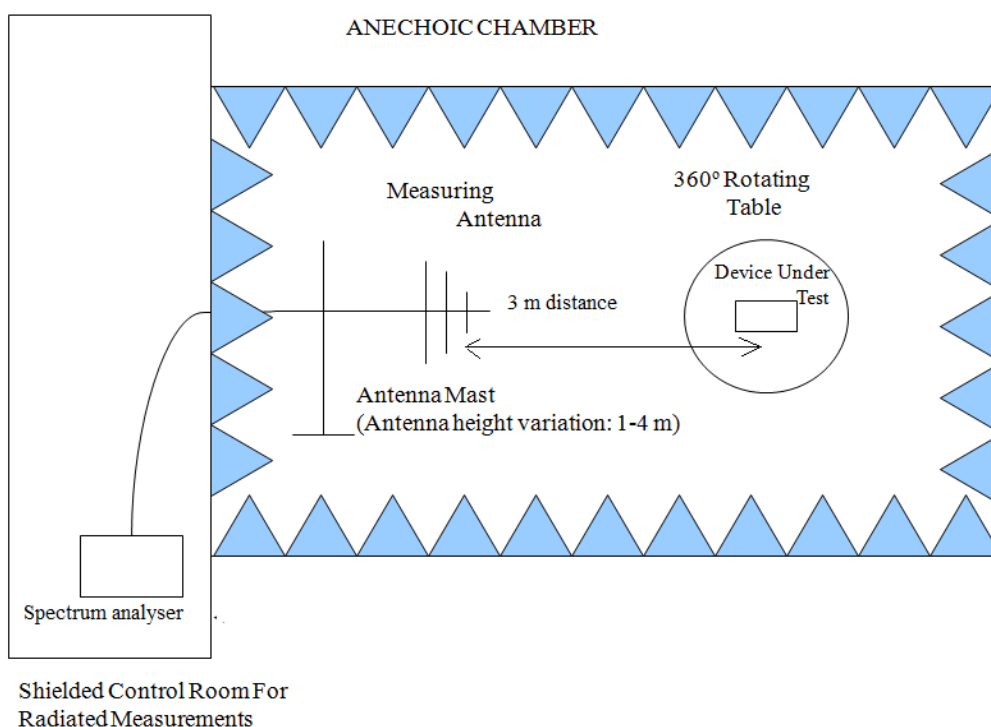 ANECHOIC CHAMBER
Measuring
Antenna
360º Rotating
Table
Device Under
Test
3 m distance
Antenna Mast
(Antenna height variation: 1-4 m)
Spectrum analyser
Shielded Control Room For
Radiated Measurements